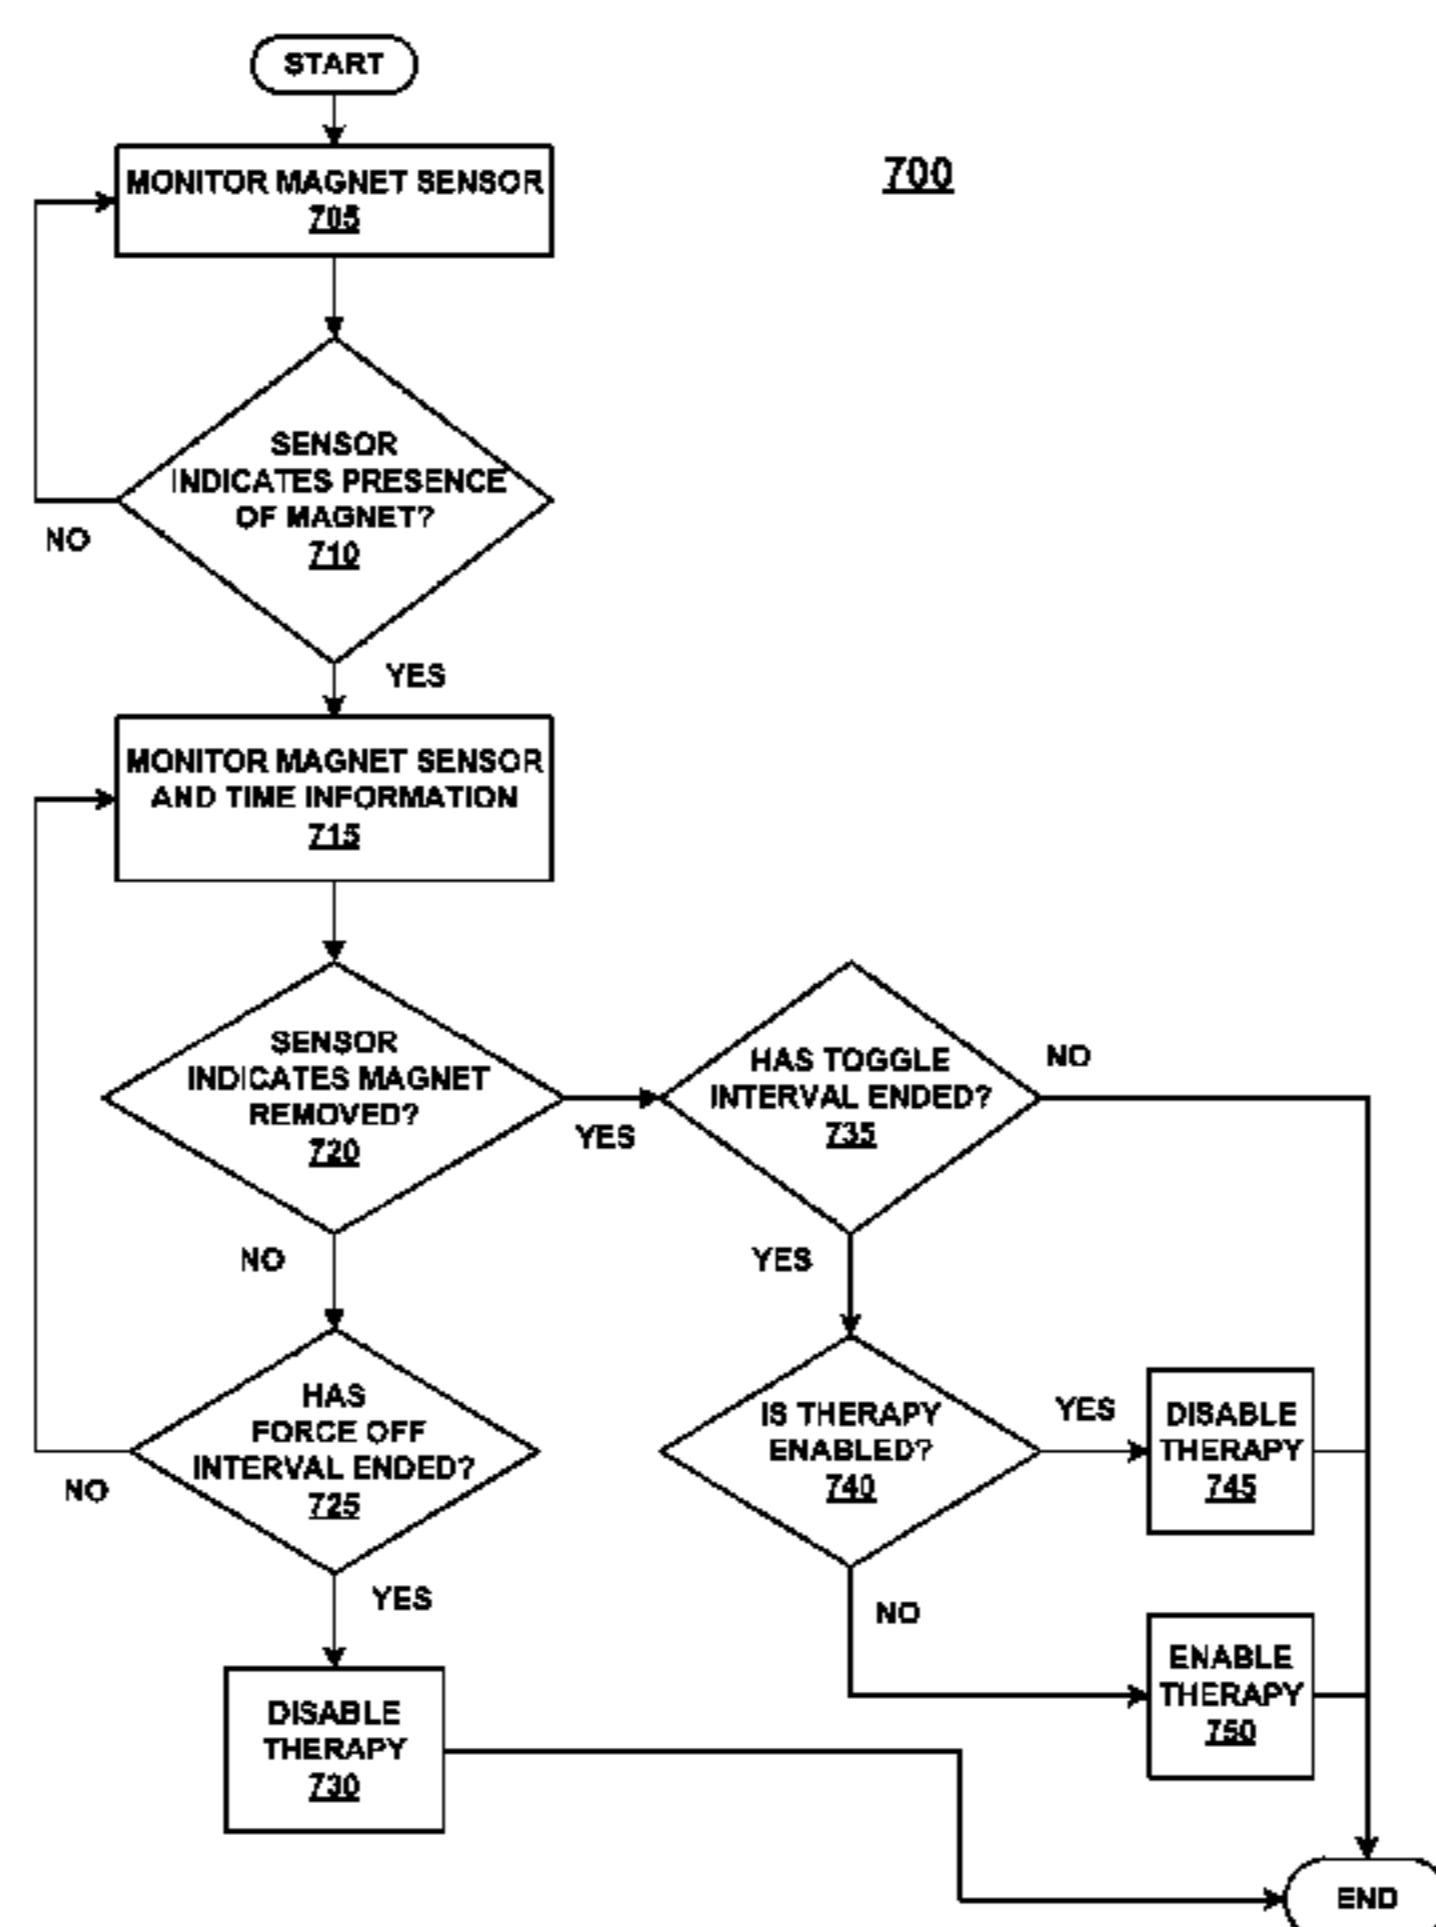 START
700
MONITOR MAGNET SENSOR
705
SENSOR
INDICATES PRESENCE
OF MAGNET?
710
NO
YES
MONITOR MAGNET SENSOR
AND TIME INFORMATION
715
SENSOR
INDICATES MAGNET
REMOVED?
720
YES
NO
HAS TOGGLE
INTERVAL ENDED?
735
NO
YES
HAS
FORCE OFF
INTERVAL ENDED?
725
NO
YES
IS THERAPY
ENABLED?
740
YES
NO
DISABLE
THERAPY
745
ENABLE
THERAPY
750
DISABLE
THERAPY
730
END